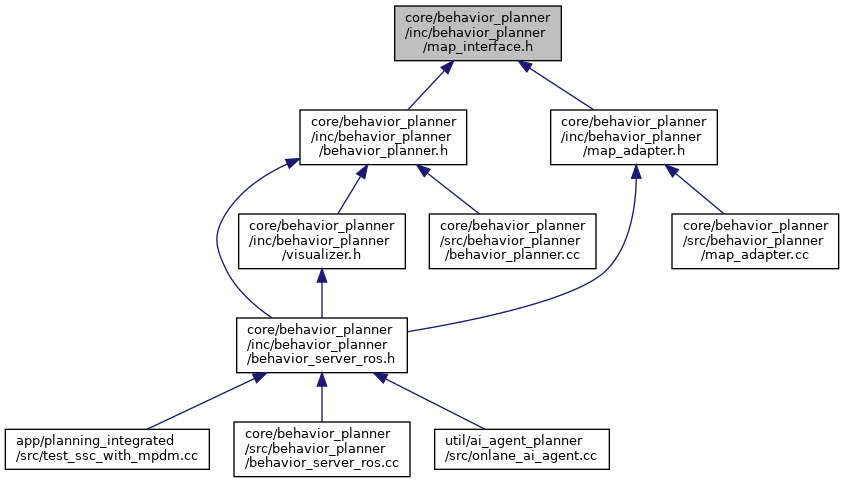 core/behavior_planner
/inc/behavior_planner
/map_interface.h
core/behavior_planner
/inc/behavior_planner
/behavior_planner.h
core/behavior_planner
/inc/behavior_planner
/map_adapter.h
core/behavior_planner
/inc/behavior_planner
/visualizer.h
core/behavior_planner
/src/behavior_planner
/behavior_planner.cc
core/behavior_planner
/src/behavior_planner
/map_adapter.cc
core/behavior_planner
/inc/behavior_planner
/behavior_server_ros.h
app/planning_integrated
/src/test_ssc_with_mpdm.cc
core/behavior_planner
/src/behavior_planner
/behavior_server_ros.cc
util/ai_agent_planner
/src/onlane_ai_agent.cc